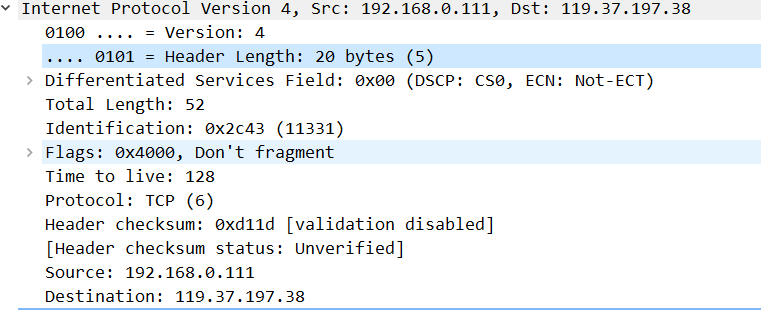 Internet Protocol Version 4, Src: 192.168.0.111, Dst: 119.37.197.38
0100 .... = Version: 4
.... 0101 = Header Length: 20 bytes (5)
Differentiated Services Field: 0x00 (DSCP: CS0, ECN: Not-ECT)
Total Length: 52
Identification: 0x2c43 (11331)
Flags: 0x4000, Don't fragment
Time to live: 128
Protocol: TCP (6)
Header checksum: 0xd11d [validation disabled]
[Header checksum status: Unverified]
Source: 192.168.0.111
Destination: 119.37.197.38